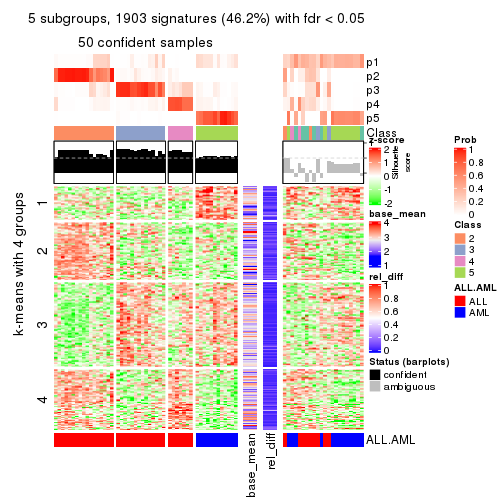 5 subgroups, 1903 signatures (46.2%) with fdr < 0.05
50 confident samples
p1
p2
p3
p4
p5
Class
Silhouette
score
1
k-means with 4 groups
1
2
3
4
base_mean
rel_diff
ALL.AML
z-score
2
1
0
-1
-2
base_mean
4
3
2
1
rel_diff
1
0.8
0.6
0.4
0.2
0
Status (barplots)
confident
ambiguous
Prob
1
0.8
0.6
0.4
0.2
0
Class
2
3
4
5
ALL.AML
ALL
AML